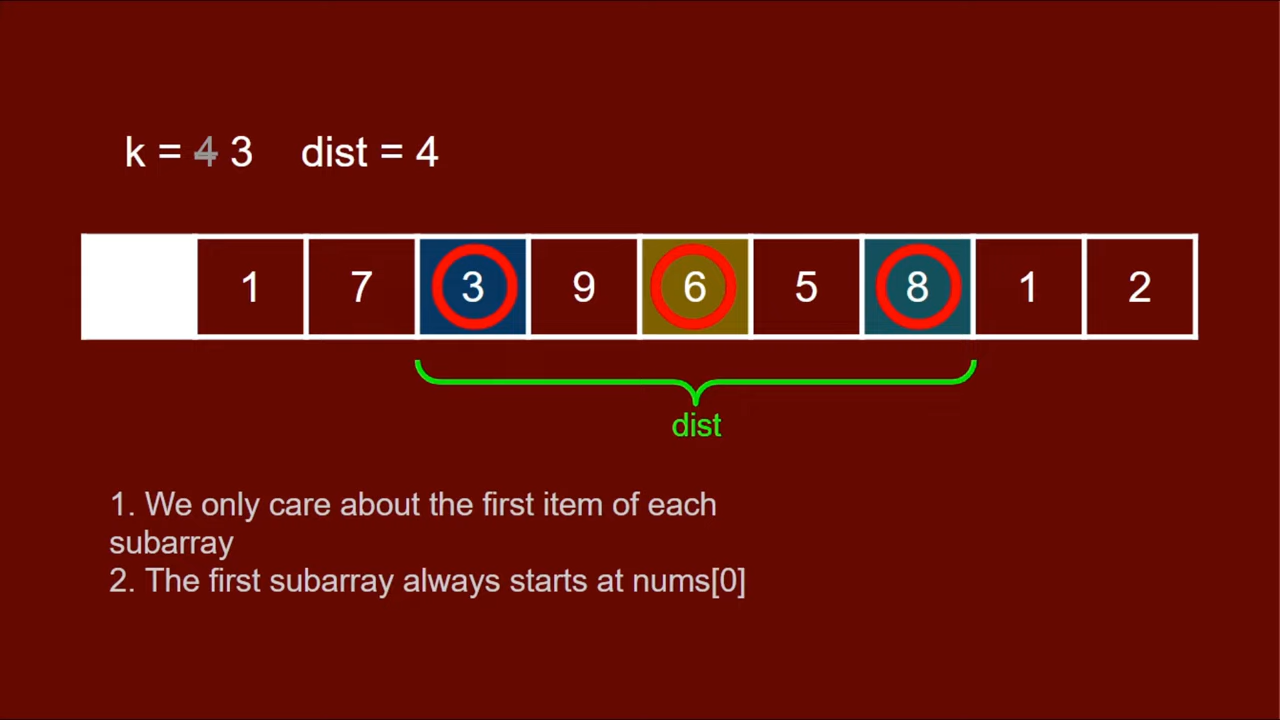 k = 4 3 dist = 4
1 7 3 9 6 5 8 1 2
dist
1. We only care about the first item of each
subarray
2. The first subarray always starts at nums[0]